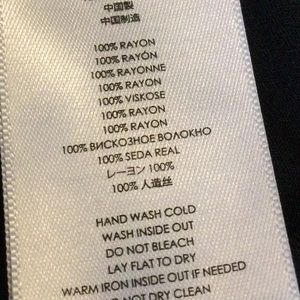 中国製
中国制造
100% RAYON
100% RAYÓN
100% RAYONNE
100% RAYON
100% VISKOSE
100% RAYON
100% RAYON
100% ВИСКОЗНОЕ ВОЛОКНО
100% SEDA REAL
レーヨン 100%
100% 人造丝
HAND WASH COLD
WASH INSIDE OUT
DO NOT BLEACH
LAY FLAT TO DRY
WARM IRON INSIDE OUT IF NEEDED
DO NOT DRY CLEAN